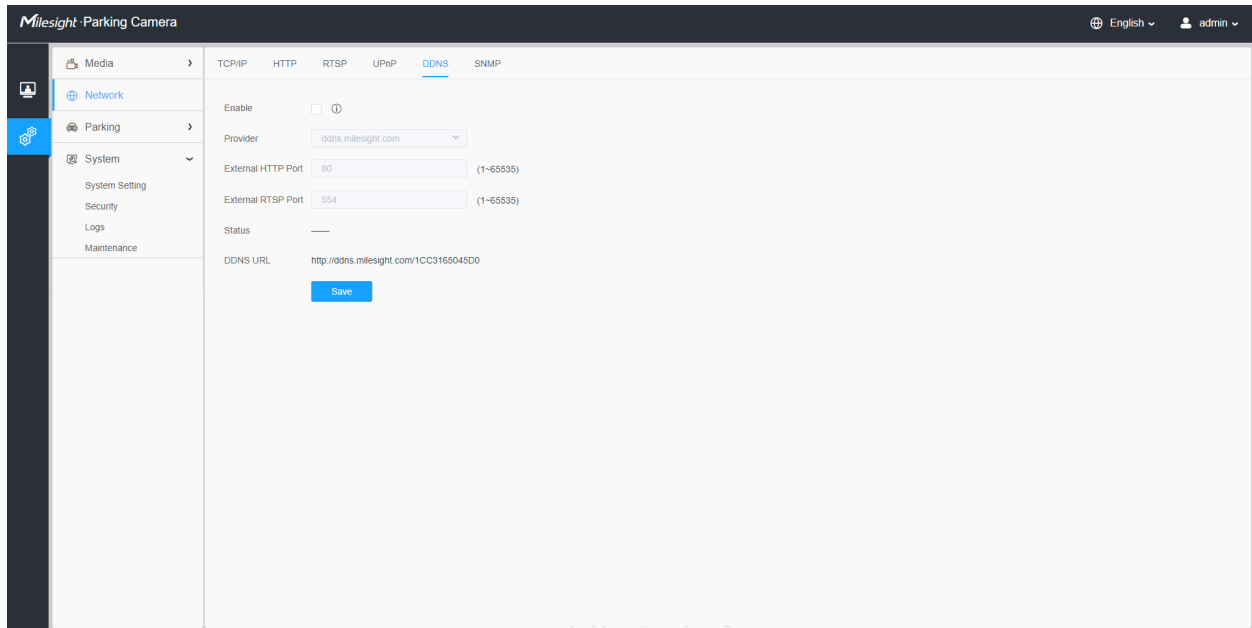 Milesight · Parking Camera
English
admin
Media
Network
Parking
System
System Setting
Security
Logs
Maintenance
TCP/IP HTTP RTSP UPnP DDNS SNMP
Enable
Provider ddns.milesight.com
External HTTP Port 80 (1~65535)
External RTSP Port 554 (1~65535)
Status —
DDNS URL http://ddns.milesight.com/1CC3165045D0
Save